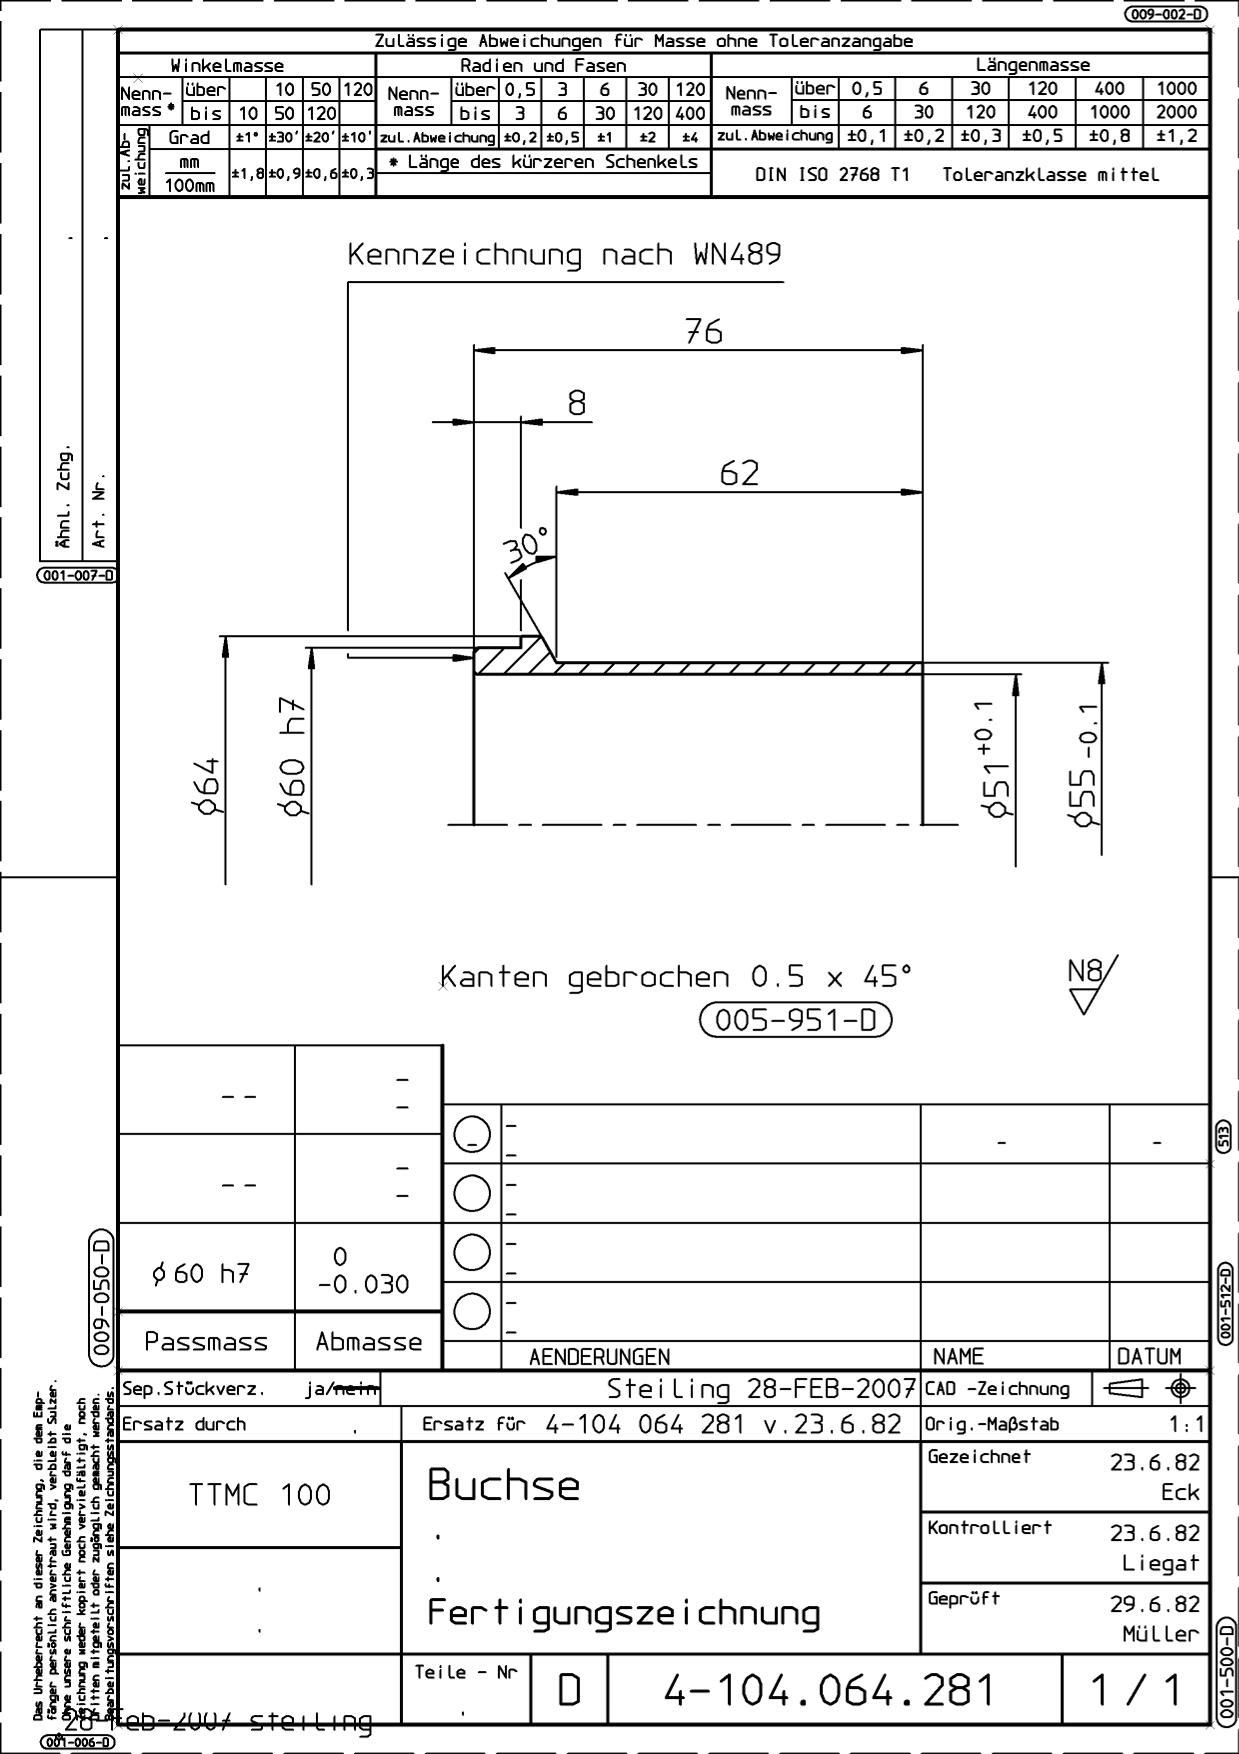 009-002-D
Zulässige Abweichungen für Masse ohne Toleranzangabe
Winkelmasse Radien und Fasen Längenmasse
Nenn-mass * über 10 50 120 Nenn-mass über 0,5 3 6 30 120 Nenn-mass über 0,5 6 30 120 400 1000
bis 10 50 120 bis 3 6 30 120 400 bis 6 30 120 400 1000 2000
zul.Ab-weichung Grad ±1° ±30' ±20' ±10' zul.Abweichung ±0,2 ±0,5 ±1 ±2 ±4 zul.Abweichung ±0,1 ±0,2 ±0,3 ±0,5 ±0,8 ±1,2
mm
100mm
±1,8 ±0,9 ±0,6 ±0,3 * Länge des kürzeren Schenkels
DIN ISO 2768 T1 Toleranzklasse mittel
Ähnl. Zchg.
Art. Nr.
001-007-D
Kennzeichnung nach WN489
76
8
62
30°
ϕ64
ϕ60 h7
ϕ51 +0.1
ϕ55 -0.1
Kanten gebrochen 0.5 x 45°
005-951-D
N8/
-- -
-
-- -
-
- -
- - -
-
-
-
-
-
-
ϕ60 h7 0
-0.030
Passmass Abmasse
AENDERUNGEN NAME DATUM
009-050-D
513
001-512-D
001-500-D
Sep.Stückverz. ja/nein Steiling 28-FEB-2007 CAD -Zeichnung
Ersatz durch . Ersatz für 4-104 064 281 v.23.6.82 Orig.-Maßstab 1:1
TTMC 100
Buchse
.
.
Fertigungszeichnung
Gezeichnet 23.6.82
Eck
Kontrolliert 23.6.82
Liegat
Geprüft 29.6.82
Müller
Teile - Nr D 4-104.064.281 1/1
Das Urheberrecht an dieser Zeichnung, die dem Emp-
fänger persönlich anvertraut wird, verbleibt Sulzer.
Ohne unsere schriftliche Genehmigung darf die
Zeichnung weder kopiert noch vervielfältigt, noch
Dritten mitgeteilt oder zugänglich gemacht werden.
Bearbeitungsvorschriften siehe Zeichnungsstandards.
28-Feb-2007 steiling
001-006-D